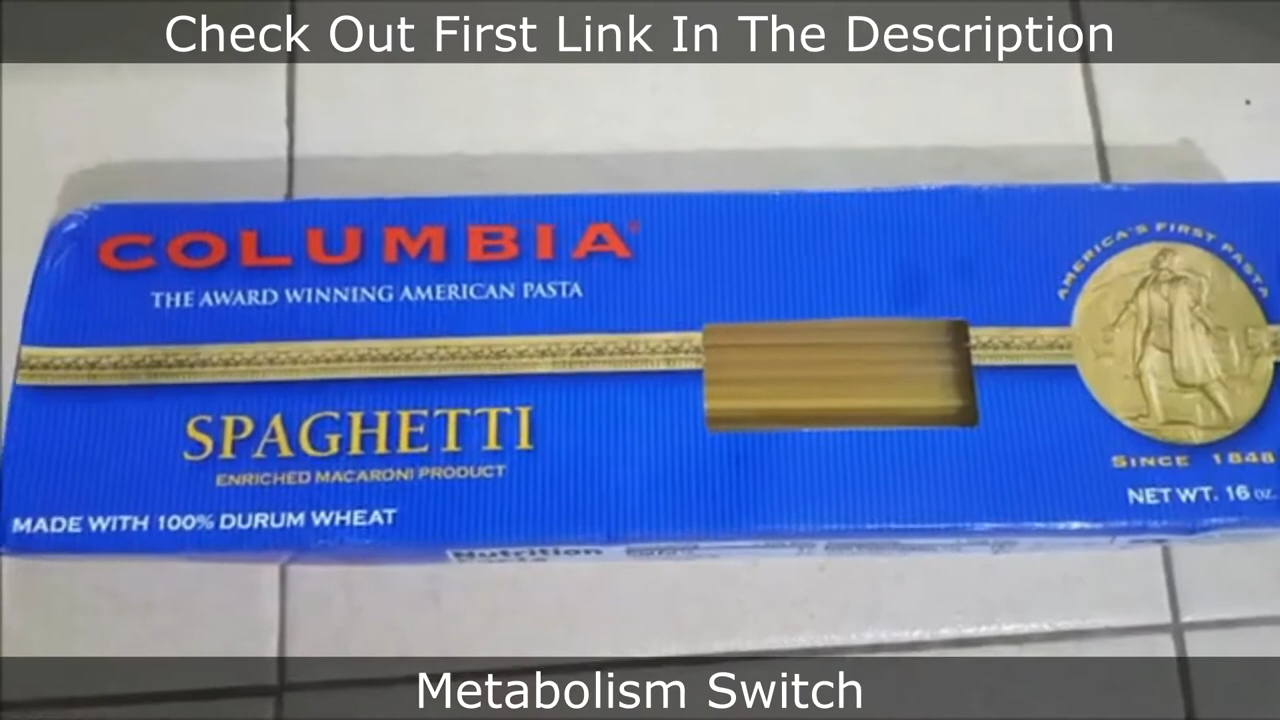 Check Out First Link In The Description
COLUMBIA®
THE AWARD WINNING AMERICAN PASTA
AMERICA'S FIRST PASTA
SPAGHETTI
ENRICHED MACARONI PRODUCT
SINCE 1848
NET WT. 16 oz.
MADE WITH 100% DURUM WHEAT
Nutrition
Metabolism Switch